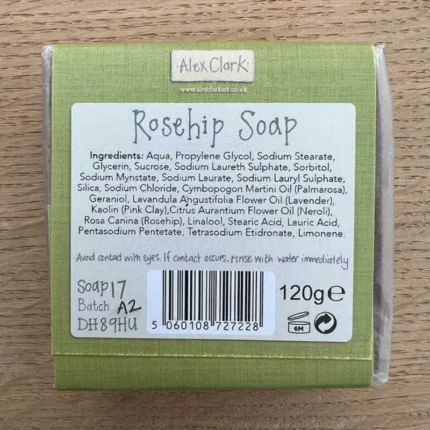 Alex Clark
www.alexclarkart.co.uk
Rosehip Soap
Ingredients: Aqua, Propylene Glycol, Sodium Stearate,
Glycerin, Sucrose, Sodium Laureth Sulphate, Sorbitol,
Sodium Myristate, Sodium Laurate, Sodium Lauryl Sulphate,
Silica, Sodium Chloride, Cymbopogon Martini Oil (Palmarosa),
Geraniol, Lavandula Angustifolia Flower Oil (Lavender),
Kaolin (Pink Clay),Citrus Aurantium Flower Oil (Neroli),
Rosa Canina (Rosehip), Linalool, Stearic Acid, Lauric Acid,
Pentasodium Pentetate, Tetrasodium Etidronate, Limonene.
Avoid contact with eyes. If contact occurs, rinse with water immediately
Soap17
Batch A2
DH89HU
5 060108 727228
120g e
6M